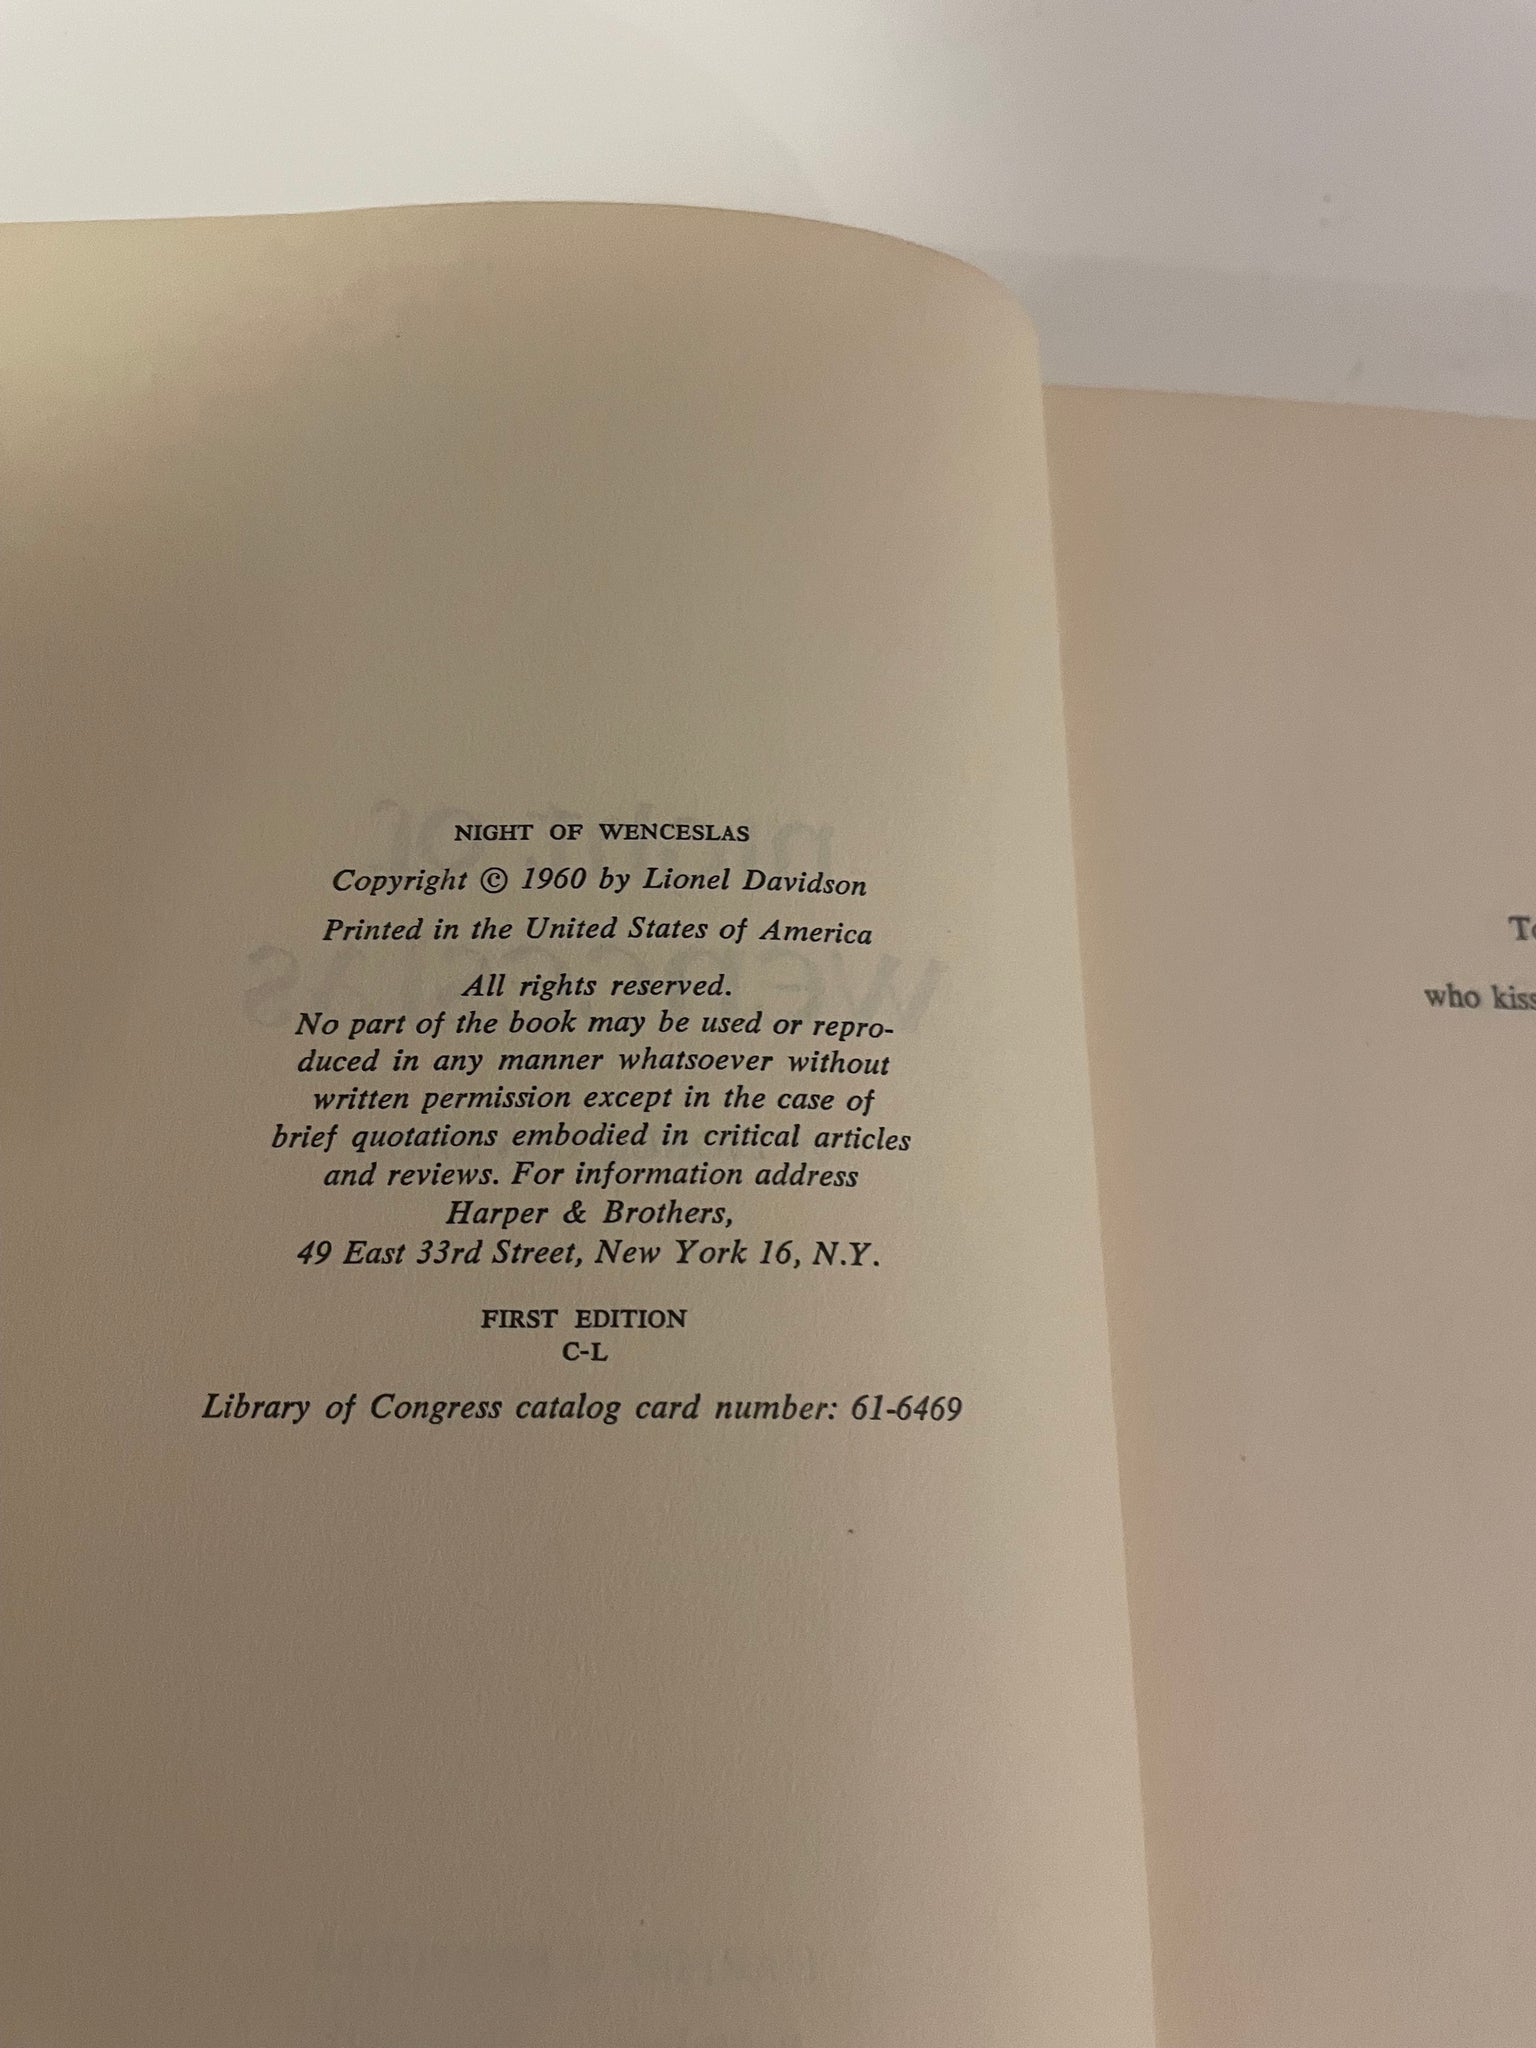 NIGHT OF WENCESLAS
Copyright © 1960 by Lionel Davidson
Printed in the United States of America
All rights reserved.
No part of the book may be used or repro-
duced in any manner whatsoever without
written permission except in the case of
brief quotations embodied in critical articles
and reviews. For information address
Harper & Brothers,
49 East 33rd Street, New York 16, N.Y.
FIRST EDITION
C-L
Library of Congress catalog card number: 61-6469
To
who kiss